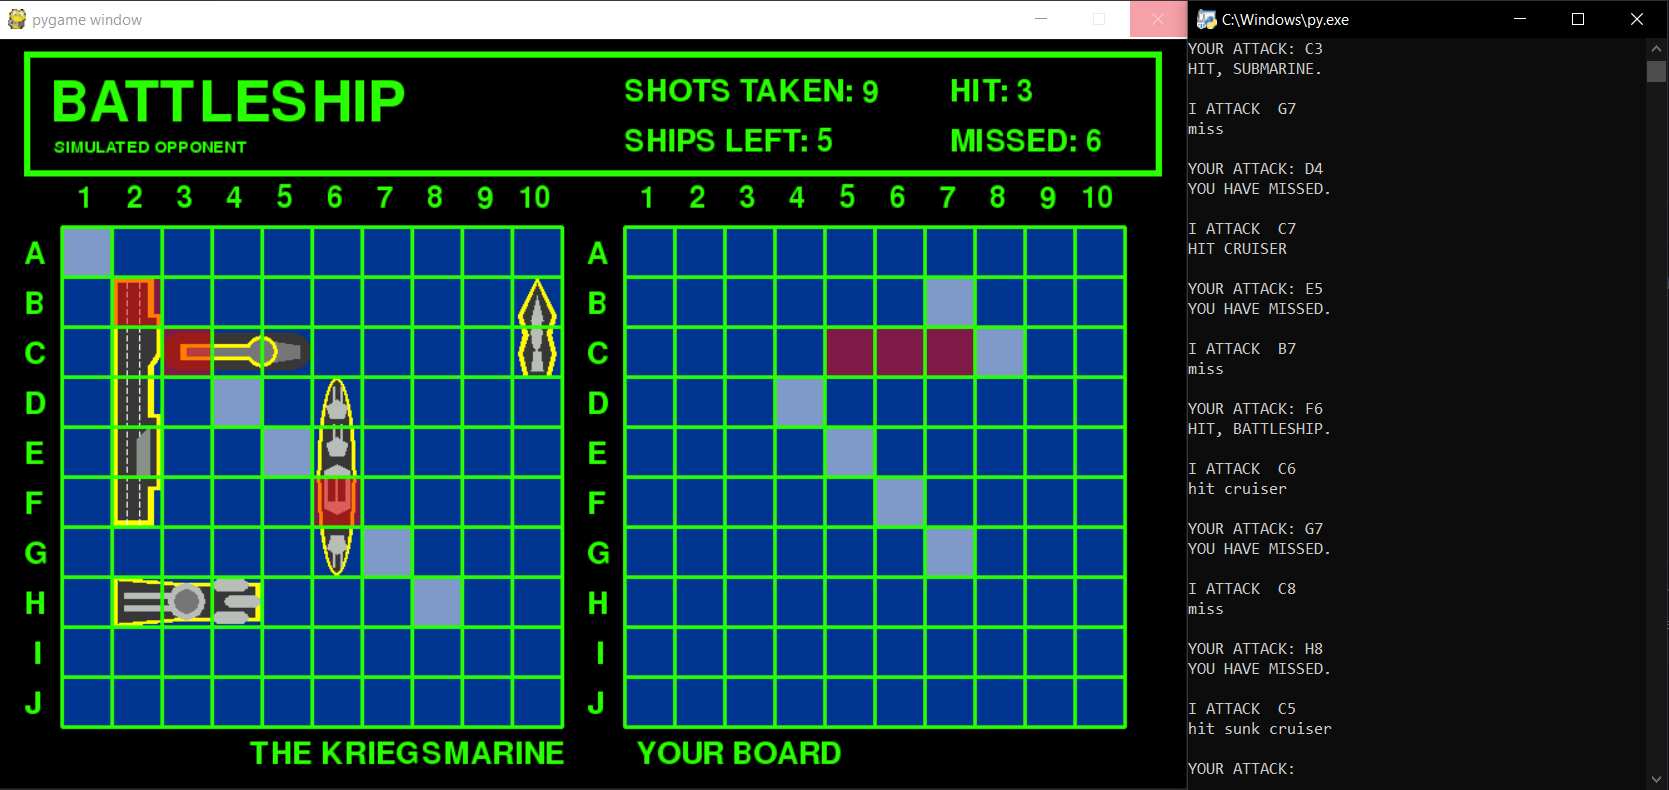 pygame window
BATTLESHIP
SIMULATED OPPONENT
SHOTS TAKEN: 9
HIT: 3
SHIPS LEFT: 5
MISSED: 6
1 2 3 4 5 6 7 8 9 10
A
B
C
D
E
F
G
H
I
J
THE KRIEGSMARINE
1 2 3 4 5 6 7 8 9 10
A
B
C
D
E
F
G
H
I
J
YOUR BOARD
C:\Windows\py.exe
YOUR ATTACK: C3
HIT, SUBMARINE.
I ATTACK  G7
miss
YOUR ATTACK: D4
YOU HAVE MISSED.
I ATTACK  C7
HIT CRUISER
YOUR ATTACK: E5
YOU HAVE MISSED.
I ATTACK  B7
miss
YOUR ATTACK: F6
HIT, BATTLESHIP.
I ATTACK  C6
hit cruiser
YOUR ATTACK: G7
YOU HAVE MISSED.
I ATTACK  C8
miss
YOUR ATTACK: H8
YOU HAVE MISSED.
I ATTACK  C5
hit sunk cruiser
YOUR ATTACK: